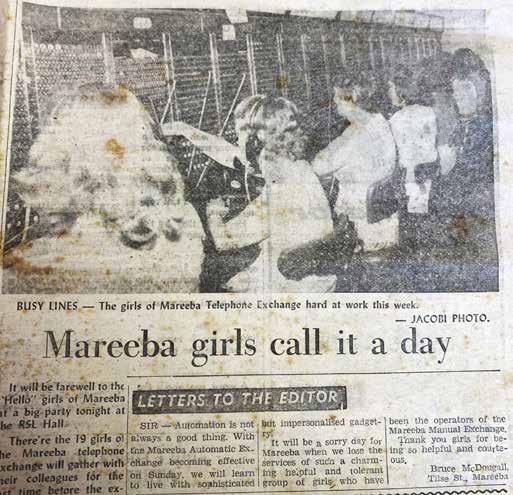 BUSY LINES — The girls of Mareeba Telephone Exchange hard at work this week.
— JACOBI PHOTO.
Mareeba girls call it a day
It will be farewell to the
"Hello" girls of Mareeba
at a big party tonight at
the RSL Hall.
There're the 19 girls of
the Mareeba telephone
exchange will gather with
their colleagues for the
last time before the ex-
LETTERS TO THE EDITOR
SIR — Automation is not
always a good thing. With
the Mareeba Automatic Ex-
change becoming effective
on Sunday, we will learn
to live with sophisticated
but impersonalised gadget-
ry.
It will be a sorry day for
Mareeba when we lose the
services of such a charm-
ing helpful and tolerant
group of girls who have
been the operators of the
Mareeba Manual Exchange.
Thank you girls for be-
ing so helpful and courte-
ous.
Bruce McDougall,
Tilse St., Mareeba